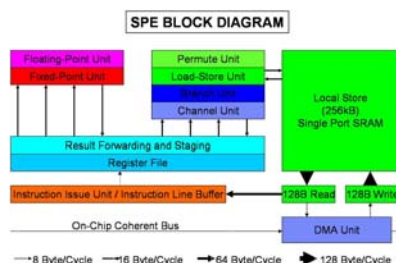 SPE BLOCK DIAGRAM
Floating-Point Unit
Fixed-Point Unit
Permute Unit
Load-Store Unit
Branch Unit
Channel Unit
Local Store
(256kB)
Single Port SRAM
Result Forwarding and Staging
Register File
Instruction Issue Unit / Instruction Line Buffer
128B Read
128B Write
On-Chip Coherent Bus
DMA Unit
8 Byte/Cycle
16 Byte/Cycle
64 Byte/Cycle
128 Byte/Cycle